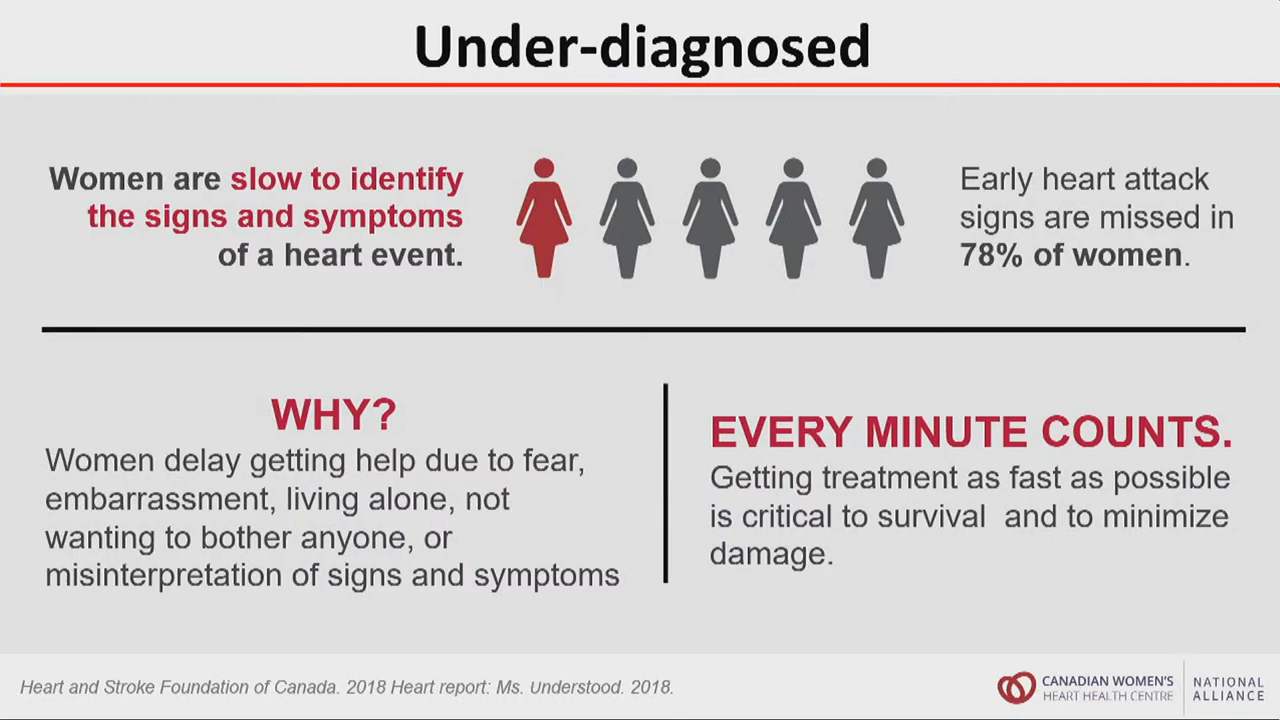 Under-diagnosed
Women are slow to identify
the signs and symptoms
of a heart event.
Early heart attack
signs are missed in
78% of women.
WHY?
Women delay getting help due to fear,
embarrassment, living alone, not
wanting to bother anyone, or
misinterpretation of signs and symptoms
EVERY MINUTE COUNTS.
Getting treatment as fast as possible
is critical to survival  and to minimize
damage.
Heart and Stroke Foundation of Canada. 2018 Heart report: Ms. Understood. 2018.
CANADIAN WOMEN'S
HEART HEALTH CENTRE
NATIONAL
ALLIANCE